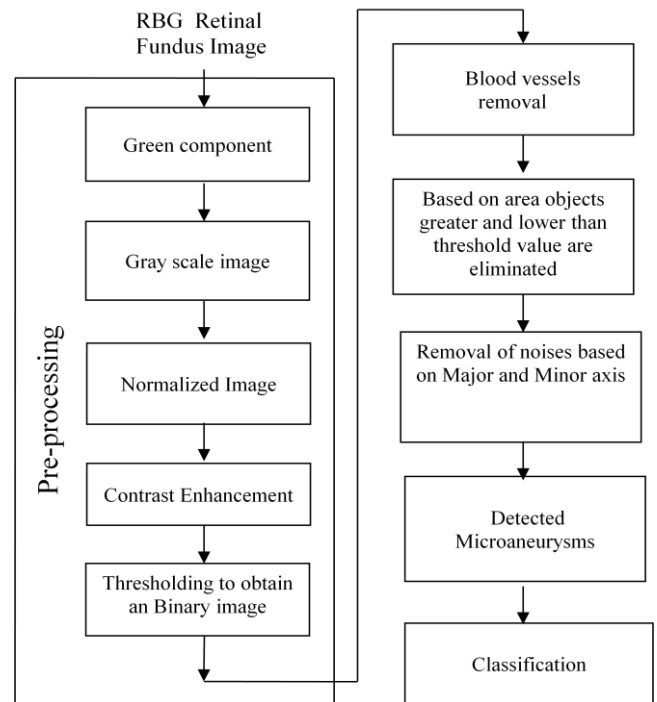 RBG Retinal
Fundus Image
Pre-processing
Green component
Gray scale image
Normalized Image
Contrast Enhancement
Thresholding to obtain
an Binary image
Blood vessels
removal
Based on area objects
greater and lower than
threshold value are
eliminated
Removal of noises based
on Major and Minor axis
Detected
Microaneurysms
Classification